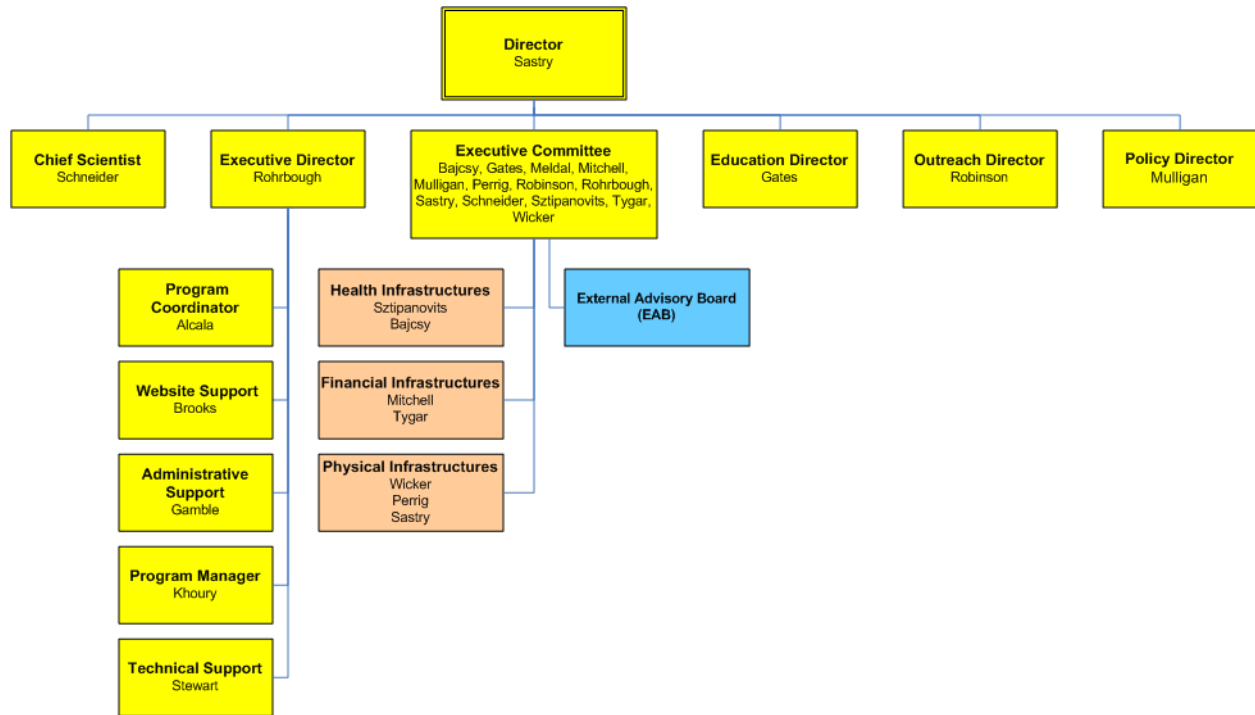 Director
Sastry
Chief Scientist
Schneider
Executive Director
Rohrbough
Executive Committee
Bajcsy, Gates, Meldal, Mitchell,
Mulligan, Perrig, Robinson, Rohrbough,
Sastry, Schneider, Sztipanovits, Tygar,
Wicker
Education Director
Gates
Outreach Director
Robinson
Policy Director
Mulligan
Program
Coordinator
Alcala
Health Infrastructures
Sztipanovits
Bajcsy
External Advisory Board
(EAB)
Website Support
Brooks
Financial Infrastructures
Mitchell
Tygar
Administrative
Support
Gamble
Physical Infrastructures
Wicker
Perrig
Sastry
Program Manager
Khoury
Technical Support
Stewart